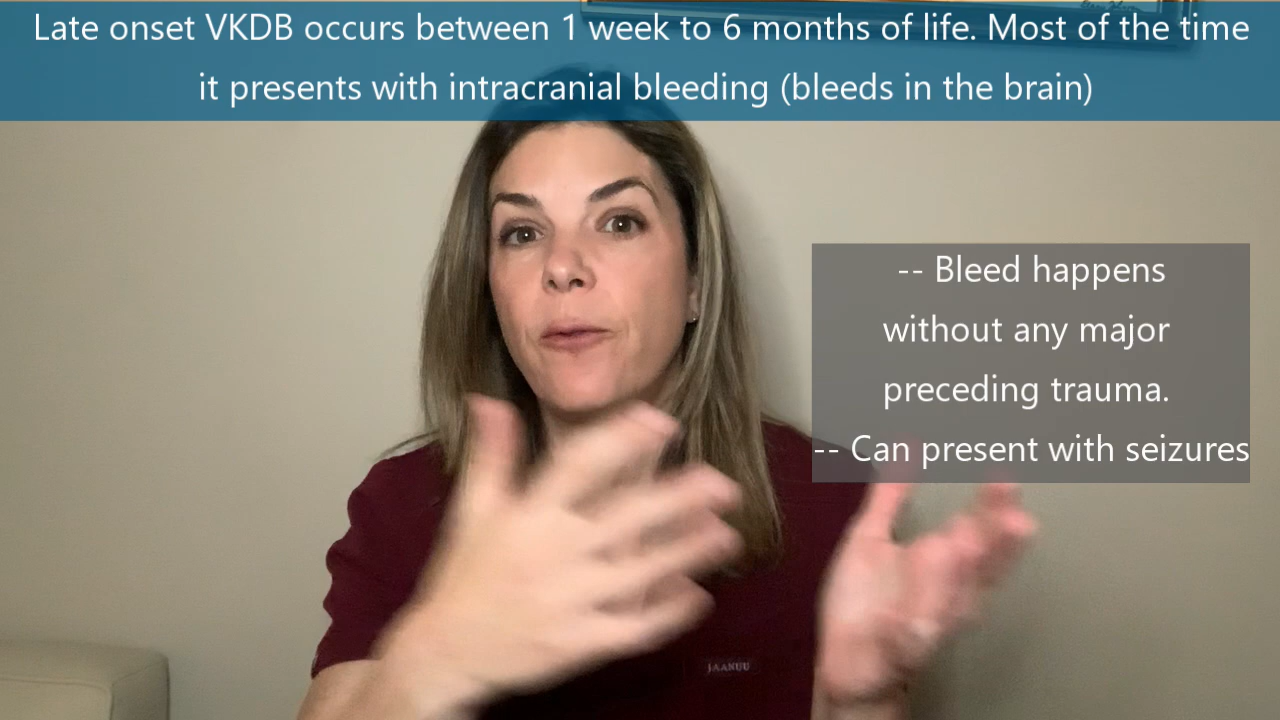 Late onset VKDB occurs between 1 week to 6 months of life. Most of the time
it presents with intracranial bleeding (bleeds in the brain)
-- Bleed happens
without any major
preceding trauma.
-- Can present with seizures
JAANUU